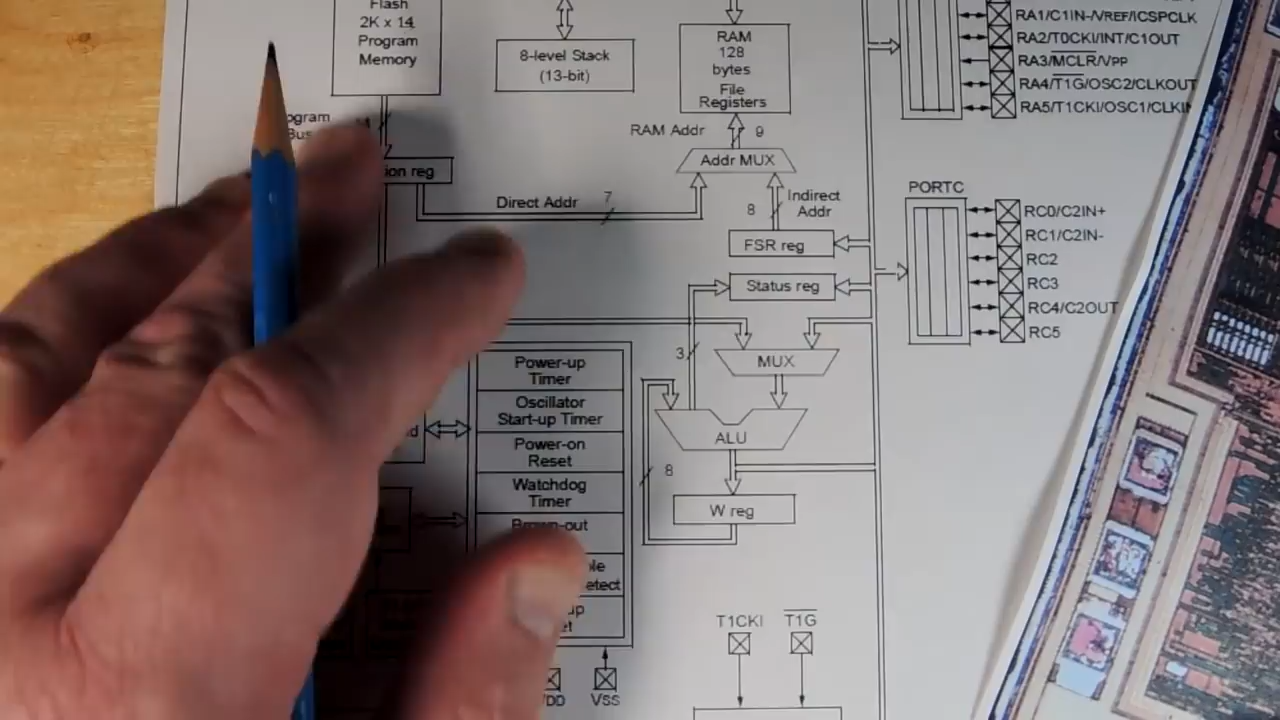 Flash
2K x 14
Program
Memory
8-level Stack
(13-bit)
RAM
128
bytes
File
Registers
RA1/C1IN-/VREF/ICSPCLK
RA2/T0CKI/INT/C1OUT
RA3/MCLR/VPP
RA4/T1G/OSC2/CLKOUT
RA5/T1CKI/OSC1/CLKIN
RAM Addr
9
Addr MUX
Direct Addr
7
8
Indirect
Addr
FSR reg
Status reg
PORTC
RC0/C2IN+
RC1/C2IN-
RC2
RC3
RC4/C2OUT
RC5
3
MUX
ALU
8
W reg
Power-up
Timer
Oscillator
Start-up Timer
Power-on
Reset
Watchdog
Timer
Brown-out
T1CKI
T1G
VSS